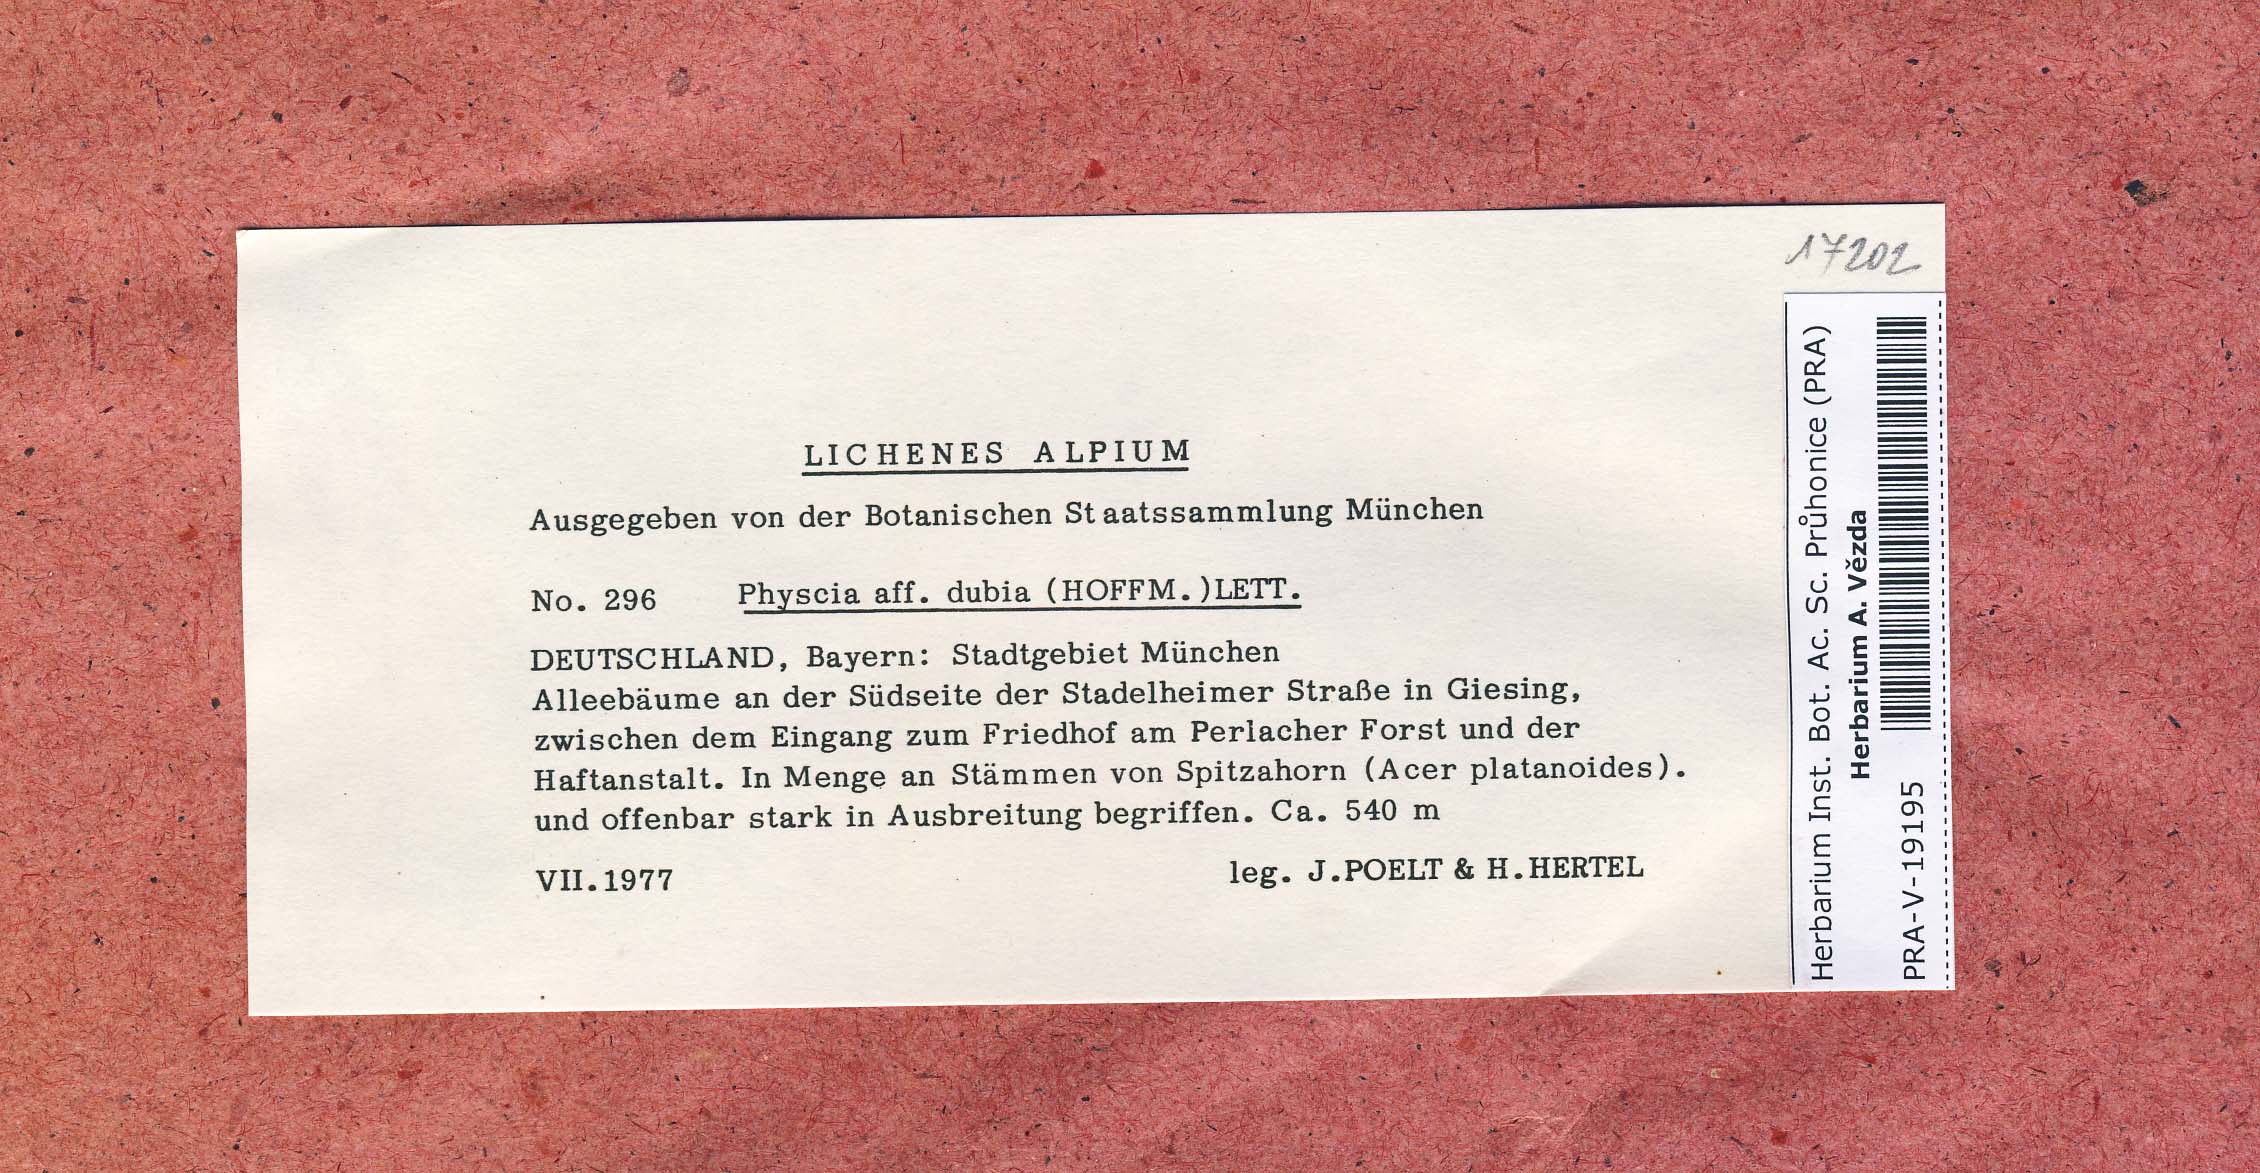 17202
LICHENES ALPIUM
Ausgegeben von der Botanischen Staatssammlung München
No. 296 Physcia aff. dubia (HOFFM.)LETT.
DEUTSCHLAND, Bayern: Stadtgebiet München
Alleebäume an der Südseite der Stadelheimer Straße in Giesing,
zwischen dem Eingang zum Friedhof am Perlacher Forst und der
Haftanstalt. In Menge an Stämmen von Spitzahorn (Acer platanoides).
und offenbar stark in Ausbreitung begriffen. Ca. 540 m
VII.1977 leg. J.POELT & H.HERTEL
Herbarium Inst. Bot. Ac. Sc. Průhonice (PRA)
Herbarium A. Vězda
PRA-V-19195